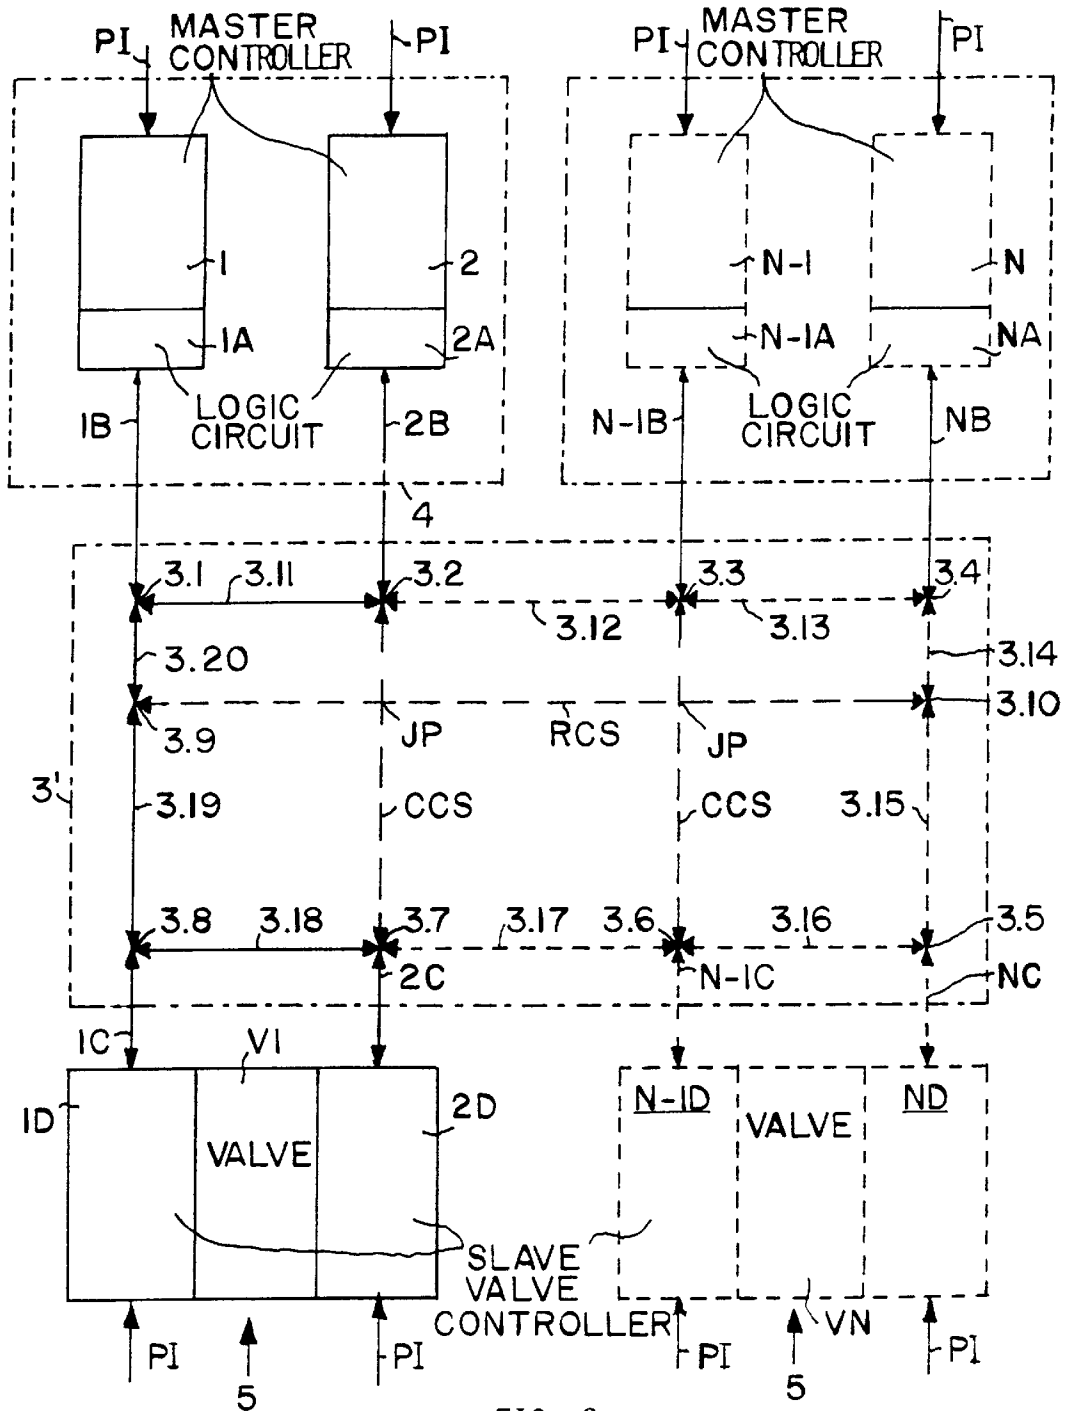 MASTER
CONTROLLER
MASTER
CONTROLLER
PI
PI
PI
PI
1
2
N-1
N
1A
2A
N-1A
NA
LOGIC
CIRCUIT
LOGIC
CIRCUIT
1B
2B
N-1B
NB
4
3.1
3.11
3.2
3.3
3.4
3.12
3.13
3.20
3.14
3.9
JP
RCS
JP
3.10
3'
3.19
CCS
CCS
3.15
3.8
3.18
3.7
3.17
3.6
3.16
3.5
2C
N-1C
NC
1C
V1
1D
2D
N-1D
ND
VALVE
VALVE
SLAVE
VALVE
CONTROLLER
VN
PI
PI
PI
PI
5
5